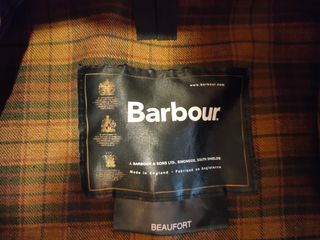 www.barbour.com
Barbour
J. BARBOUR & SONS LTD., SIMONSIDE, SOUTH SHIELDS
Made in England - Fabriqué en Angleterre
BEAUFORT